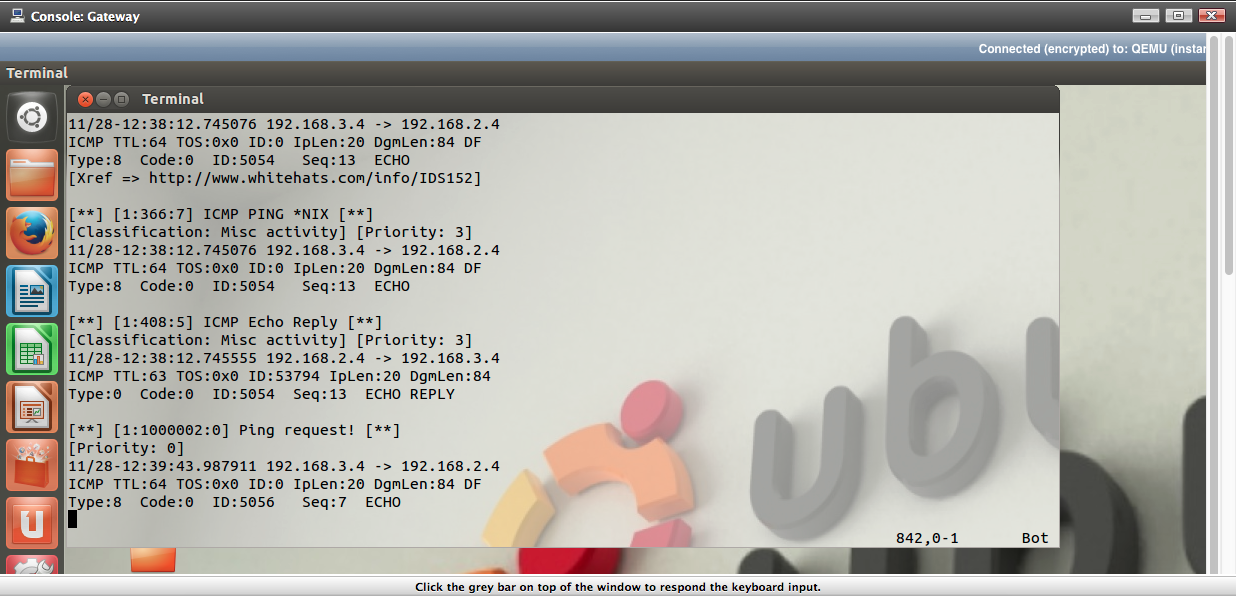 Console: Gateway
Connected (encrypted) to: QEMU (instar
Terminal
Terminal
11/28-12:38:12.745076 192.168.3.4 -> 192.168.2.4
ICMP TTL:64 TOS:0x0 ID:0 IpLen:20 DgmLen:84 DF
Type:8  Code:0  ID:5054   Seq:13  ECHO
[Xref => http://www.whitehats.com/info/IDS152]
[**] [1:366:7] ICMP PING *NIX [**]
[Classification: Misc activity] [Priority: 3]
11/28-12:38:12.745076 192.168.3.4 -> 192.168.2.4
ICMP TTL:64 TOS:0x0 ID:0 IpLen:20 DgmLen:84 DF
Type:8  Code:0  ID:5054   Seq:13  ECHO
[**] [1:408:5] ICMP Echo Reply [**]
[Classification: Misc activity] [Priority: 3]
11/28-12:38:12.745555 192.168.2.4 -> 192.168.3.4
ICMP TTL:63 TOS:0x0 ID:53794 IpLen:20 DgmLen:84
Type:0  Code:0  ID:5054  Seq:13  ECHO REPLY
[**] [1:1000002:0] Ping request! [**]
[Priority: 0]
11/28-12:39:43.987911 192.168.3.4 -> 192.168.2.4
ICMP TTL:64 TOS:0x0 ID:0 IpLen:20 DgmLen:84 DF
Type:8  Code:0  ID:5056   Seq:7  ECHO
842,0-1 Bot
ubu
Click the grey bar on top of the window to respond the keyboard input.